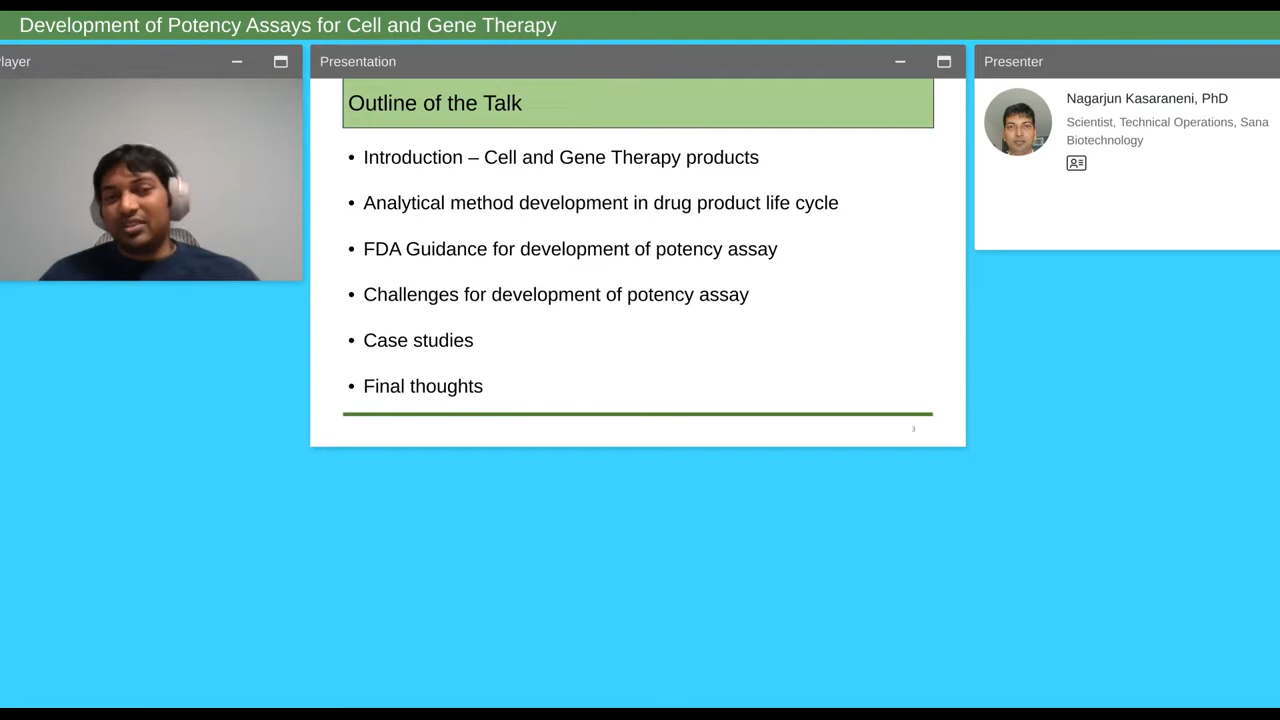 Development of Potency Assays for Cell and Gene Therapy
layer
Presentation
Presenter
Outline of the Talk
• Introduction – Cell and Gene Therapy products
• Analytical method development in drug product life cycle
• FDA Guidance for development of potency assay
• Challenges for development of potency assay
• Case studies
• Final thoughts
3
Nagarjun Kasaraneni, PhD
Scientist, Technical Operations, Sana
Biotechnology